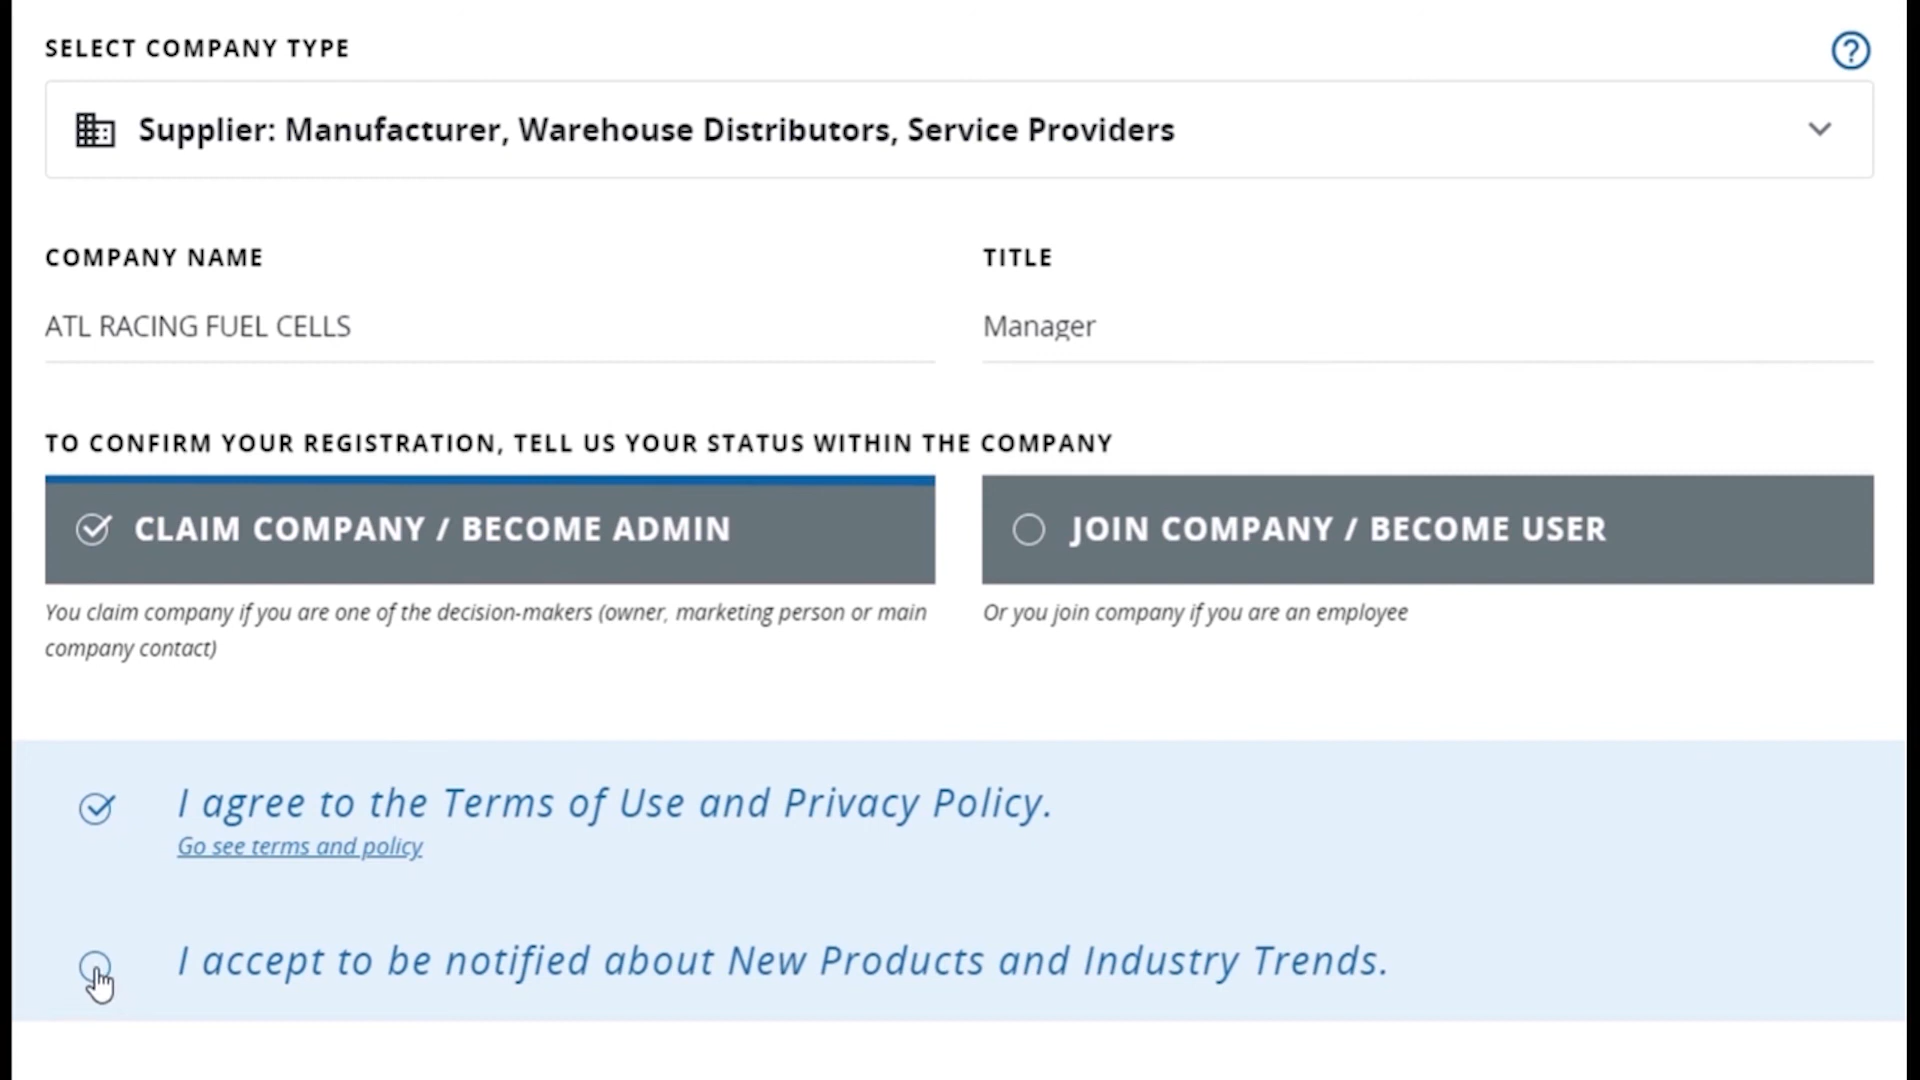 SELECT COMPANY TYPE
Supplier: Manufacturer, Warehouse Distributors, Service Providers
COMPANY NAME
TITLE
ATL RACING FUEL CELLS
Manager
TO CONFIRM YOUR REGISTRATION, TELL US YOUR STATUS WITHIN THE COMPANY
CLAIM COMPANY / BECOME ADMIN
JOIN COMPANY / BECOME USER
You claim company if you are one of the decision-makers (owner, marketing person or main
company contact)
Or you join company if you are an employee
I agree to the Terms of Use and Privacy Policy.
Go see terms and policy
I accept to be notified about New Products and Industry Trends.